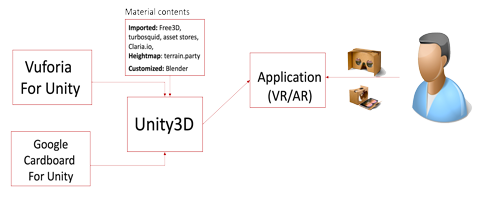 Material contents
Imported: Free3D,
turbosquid, asset stores,
Claria.io,
Heightmap: terrain.party
Customized: Blender
Vuforia
For Unity
Unity3D
Application
(VR/AR)
Google
Cardboard
For Unity